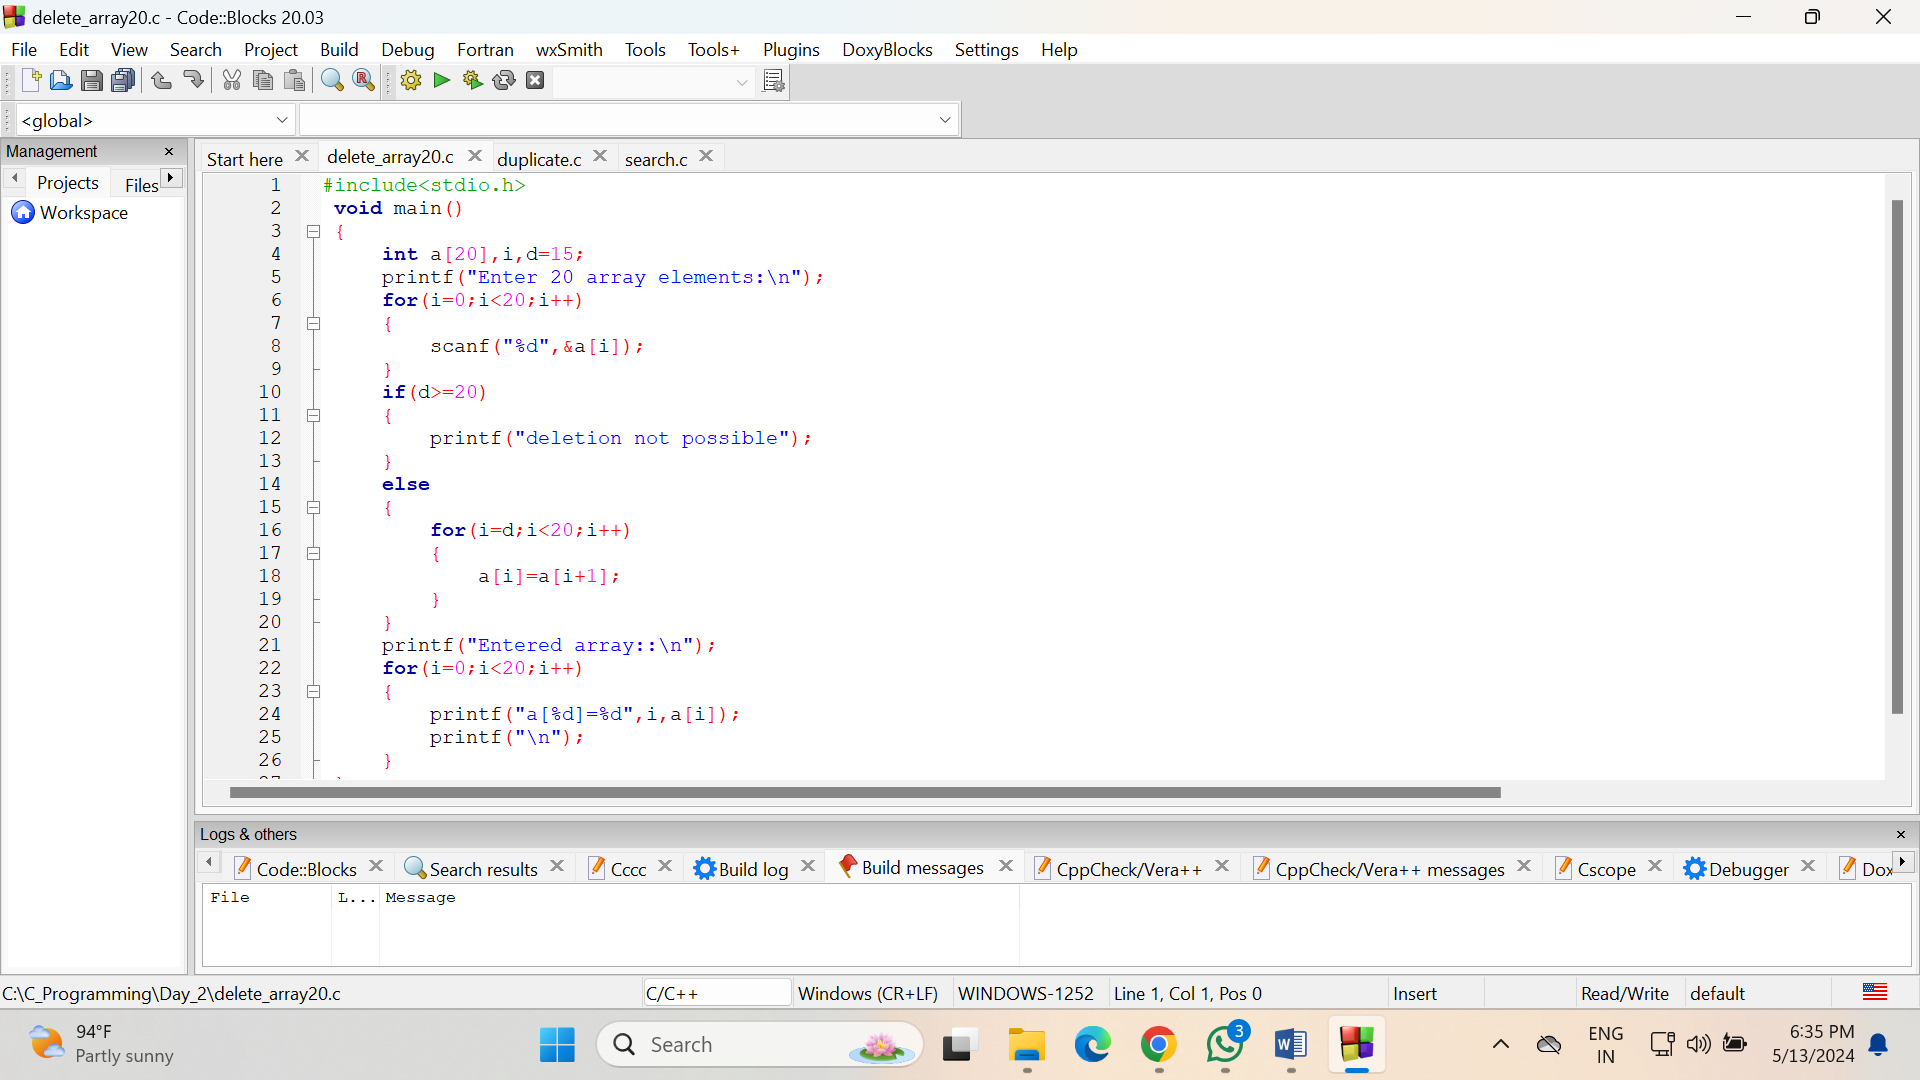 delete_array20.c - Code::Blocks 20.03
File Edit View Search Project Build Debug Fortran wxSmith Tools Tools+ Plugins DoxyBlocks Settings Help
<global>
Management
Projects Files
Workspace
Start here delete_array20.c duplicate.c search.c
1 #include<stdio.h>
2 void main()
3 {
4 int a[20],i,d=15;
5 printf("Enter 20 array elements:\n");
6 for(i=0;i<20;i++)
7 {
8 scanf("%d",&a[i]);
9 }
10 if(d>=20)
11 {
12 printf("deletion not possible");
13 }
14 else
15 {
16 for(i=d;i<20;i++)
17 {
18 a[i]=a[i+1];
19 }
20 }
21 printf("Entered array::\n");
22 for(i=0;i<20;i++)
23 {
24 printf("a[%d]=%d",i,a[i]);
25 printf("\n");
26 }
Logs & others
Code::Blocks Search results Cccc Build log Build messages CppCheck/Vera++ CppCheck/Vera++ messages Cscope Debugger Dox
File L... Message
C:\C_Programming\Day_2\delete_array20.c C/C++ Windows (CR+LF) WINDOWS-1252 Line 1, Col 1, Pos 0 Insert Read/Write default
94°F
Partly sunny
Search
3
ENG
IN
6:35 PM
5/13/2024